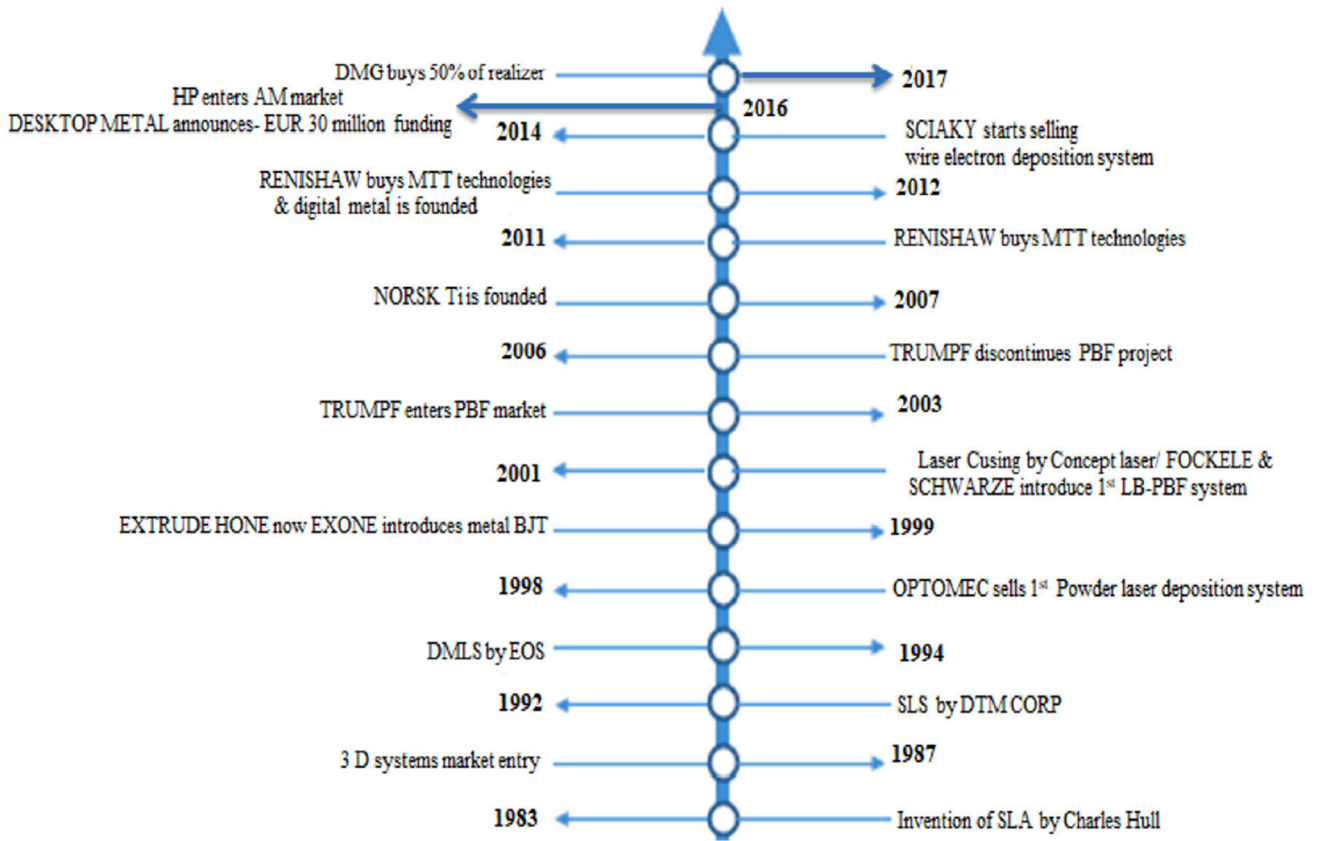 DMG buys 50% of realizer
2017
HP enters AM market
2016
DESKTOP METAL announces- EUR 30 million funding
2014
SCIAKY starts selling
wire electron deposition system
RENISHAW buys MTT technologies
& digital metal is founded
2012
2011
RENISHAW buys MTT technologies
NORSK Ti is founded
2007
2006
TRUMPF discontinues PBF project
TRUMPF enters PBF market
2003
2001
Laser Cusing by Concept laser/ FOCKELE &
SCHWARZE introduce 1st LB-PBF system
EXTRUDE HONE now EXONE introduces metal BJT
1999
1998
OPTOMEC sells 1st Powder laser deposition system
DMLS by EOS
1994
1992
SLS by DTM CORP
3 D systems market entry
1987
1983
Invention of SLA by Charles Hull